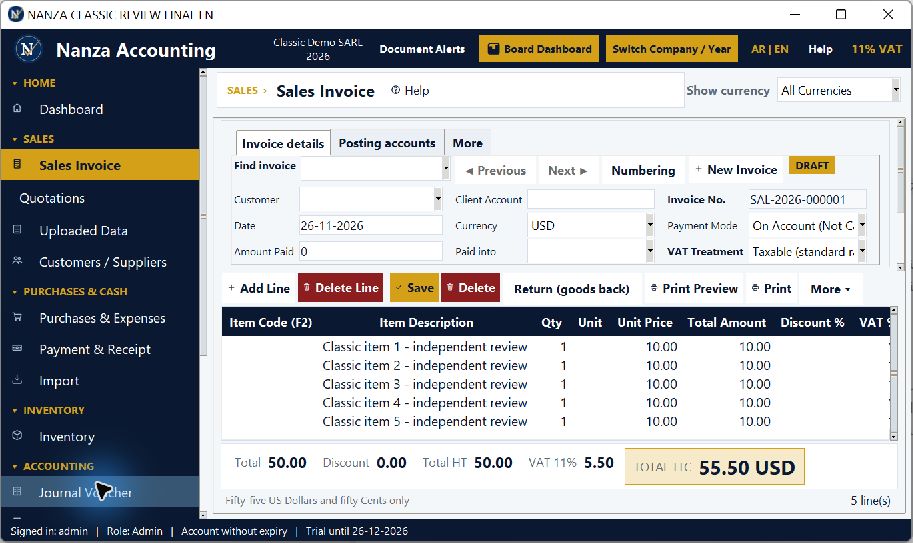 NANZA CLASSIC REVIEW FINAL EN
Nanza Accounting
Classic Demo SARL
2026
Document Alerts
Board Dashboard
Switch Company / Year
AR | EN
Help
11% VAT
HOME
Dashboard
SALES
Sales Invoice
Quotations
Uploaded Data
Customers / Suppliers
PURCHASES & CASH
Purchases & Expenses
Payment & Receipt
Import
INVENTORY
Inventory
ACCOUNTING
Journal Voucher
SALES › Sales Invoice Help
Show currency All Currencies
Invoice details Posting accounts More
Find invoice ◄ Previous Next ► Numbering + New Invoice DRAFT
Customer Client Account Invoice No. SAL-2026-000001
Date 26-11-2026 Currency USD Payment Mode On Account (Not Ca
Amount Paid 0 Paid into VAT Treatment Taxable (standard ra
+ Add Line Delete Line ✓ Save Delete Return (goods back) Print Preview Print More
Item Code (F2) Item Description Qty Unit Unit Price Total Amount Discount % VAT %
Classic item 1 - independent review 1 10.00 10.00
Classic item 2 - independent review 1 10.00 10.00
Classic item 3 - independent review 1 10.00 10.00
Classic item 4 - independent review 1 10.00 10.00
Classic item 5 - independent review 1 10.00 10.00
Total 50.00 Discount 0.00 Total HT 50.00 VAT 11% 5.50 TOTAL TTC 55.50 USD
Fifty-five US Dollars and fifty Cents only
5 line(s)
Signed in: admin | Role: Admin | Account without expiry | Trial until 26-12-2026